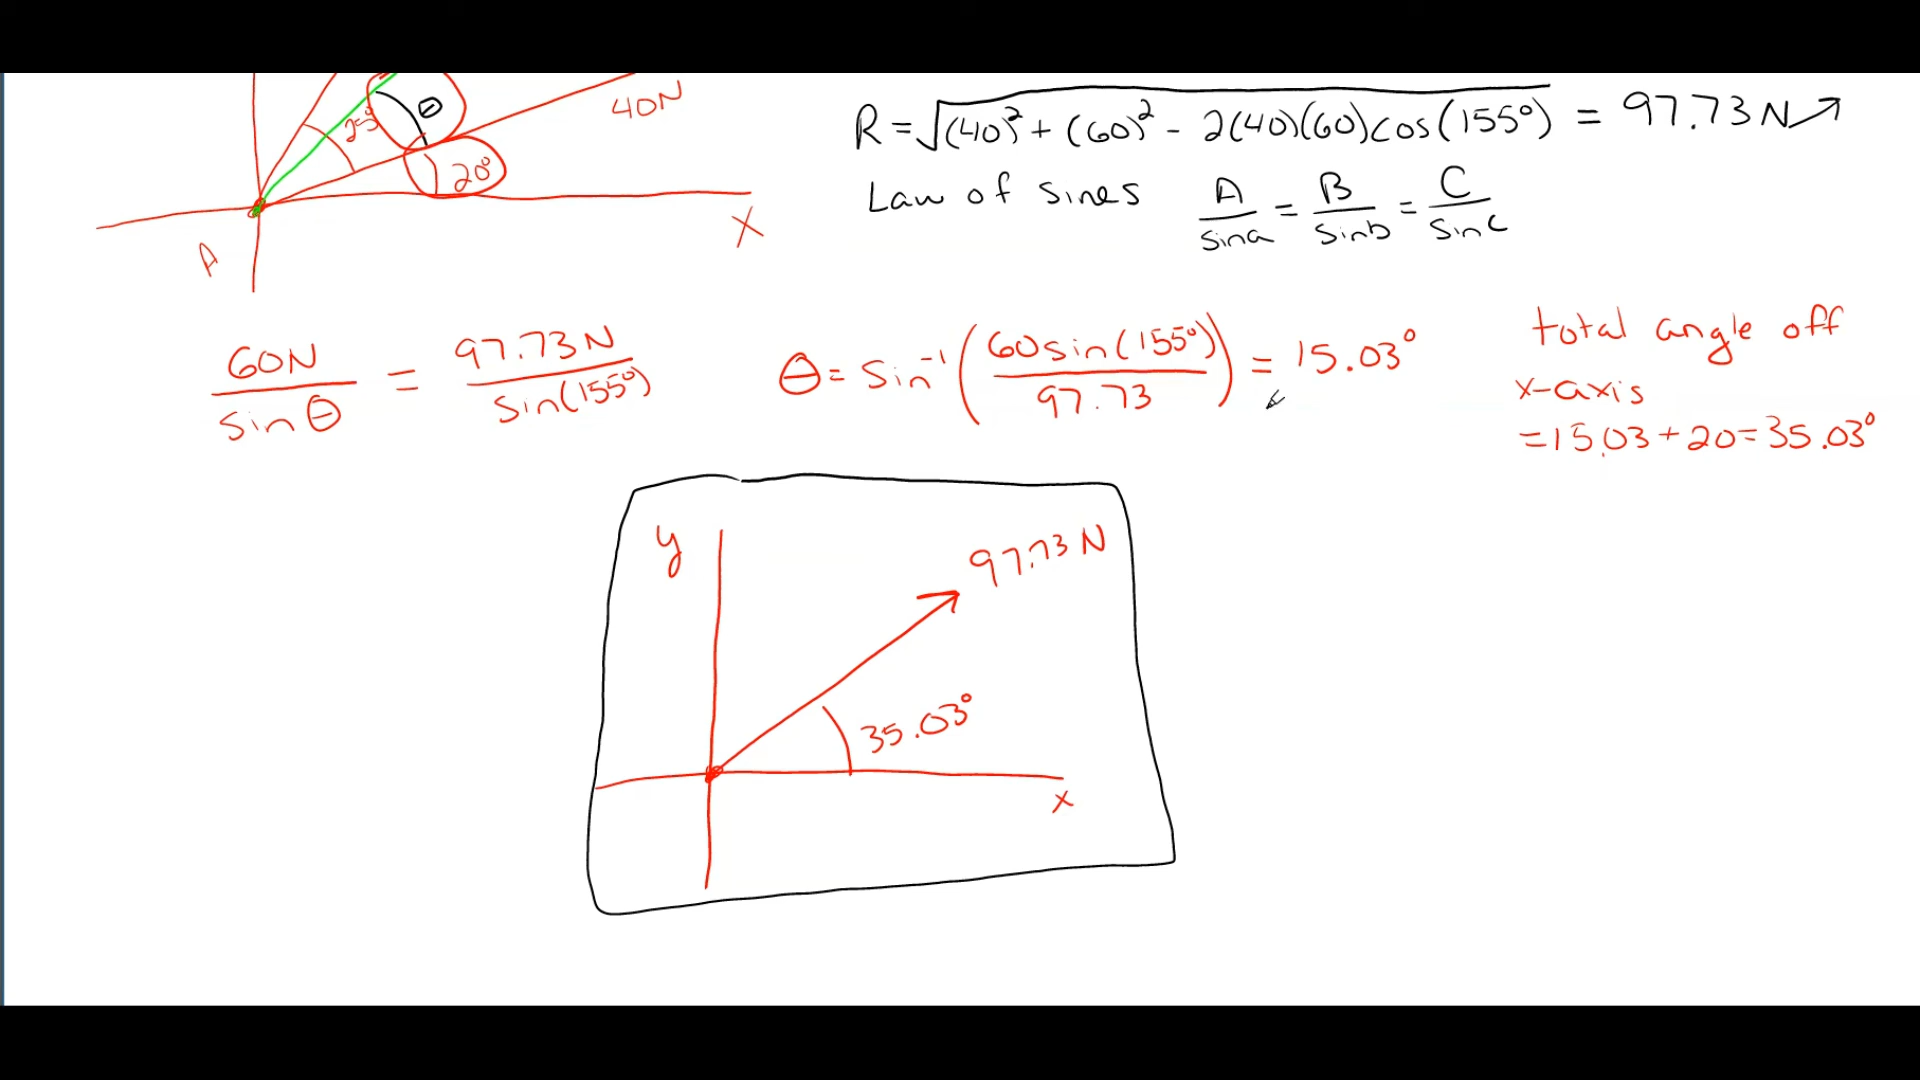 25° θ 40N
20°
X
A
R = √(40)² + (60)² - 2(40)(60)cos(155°) = 97.73N↗
Law of Sines A/sina = B/sinb = C/sinc
60N/sinθ = 97.73N/sin(155°)
θ = sin⁻¹(60sin(155°)/97.73) = 15.03°
total angle off
x-axis
=15.03+20=35.03°
y
97.73N
35.03°
x